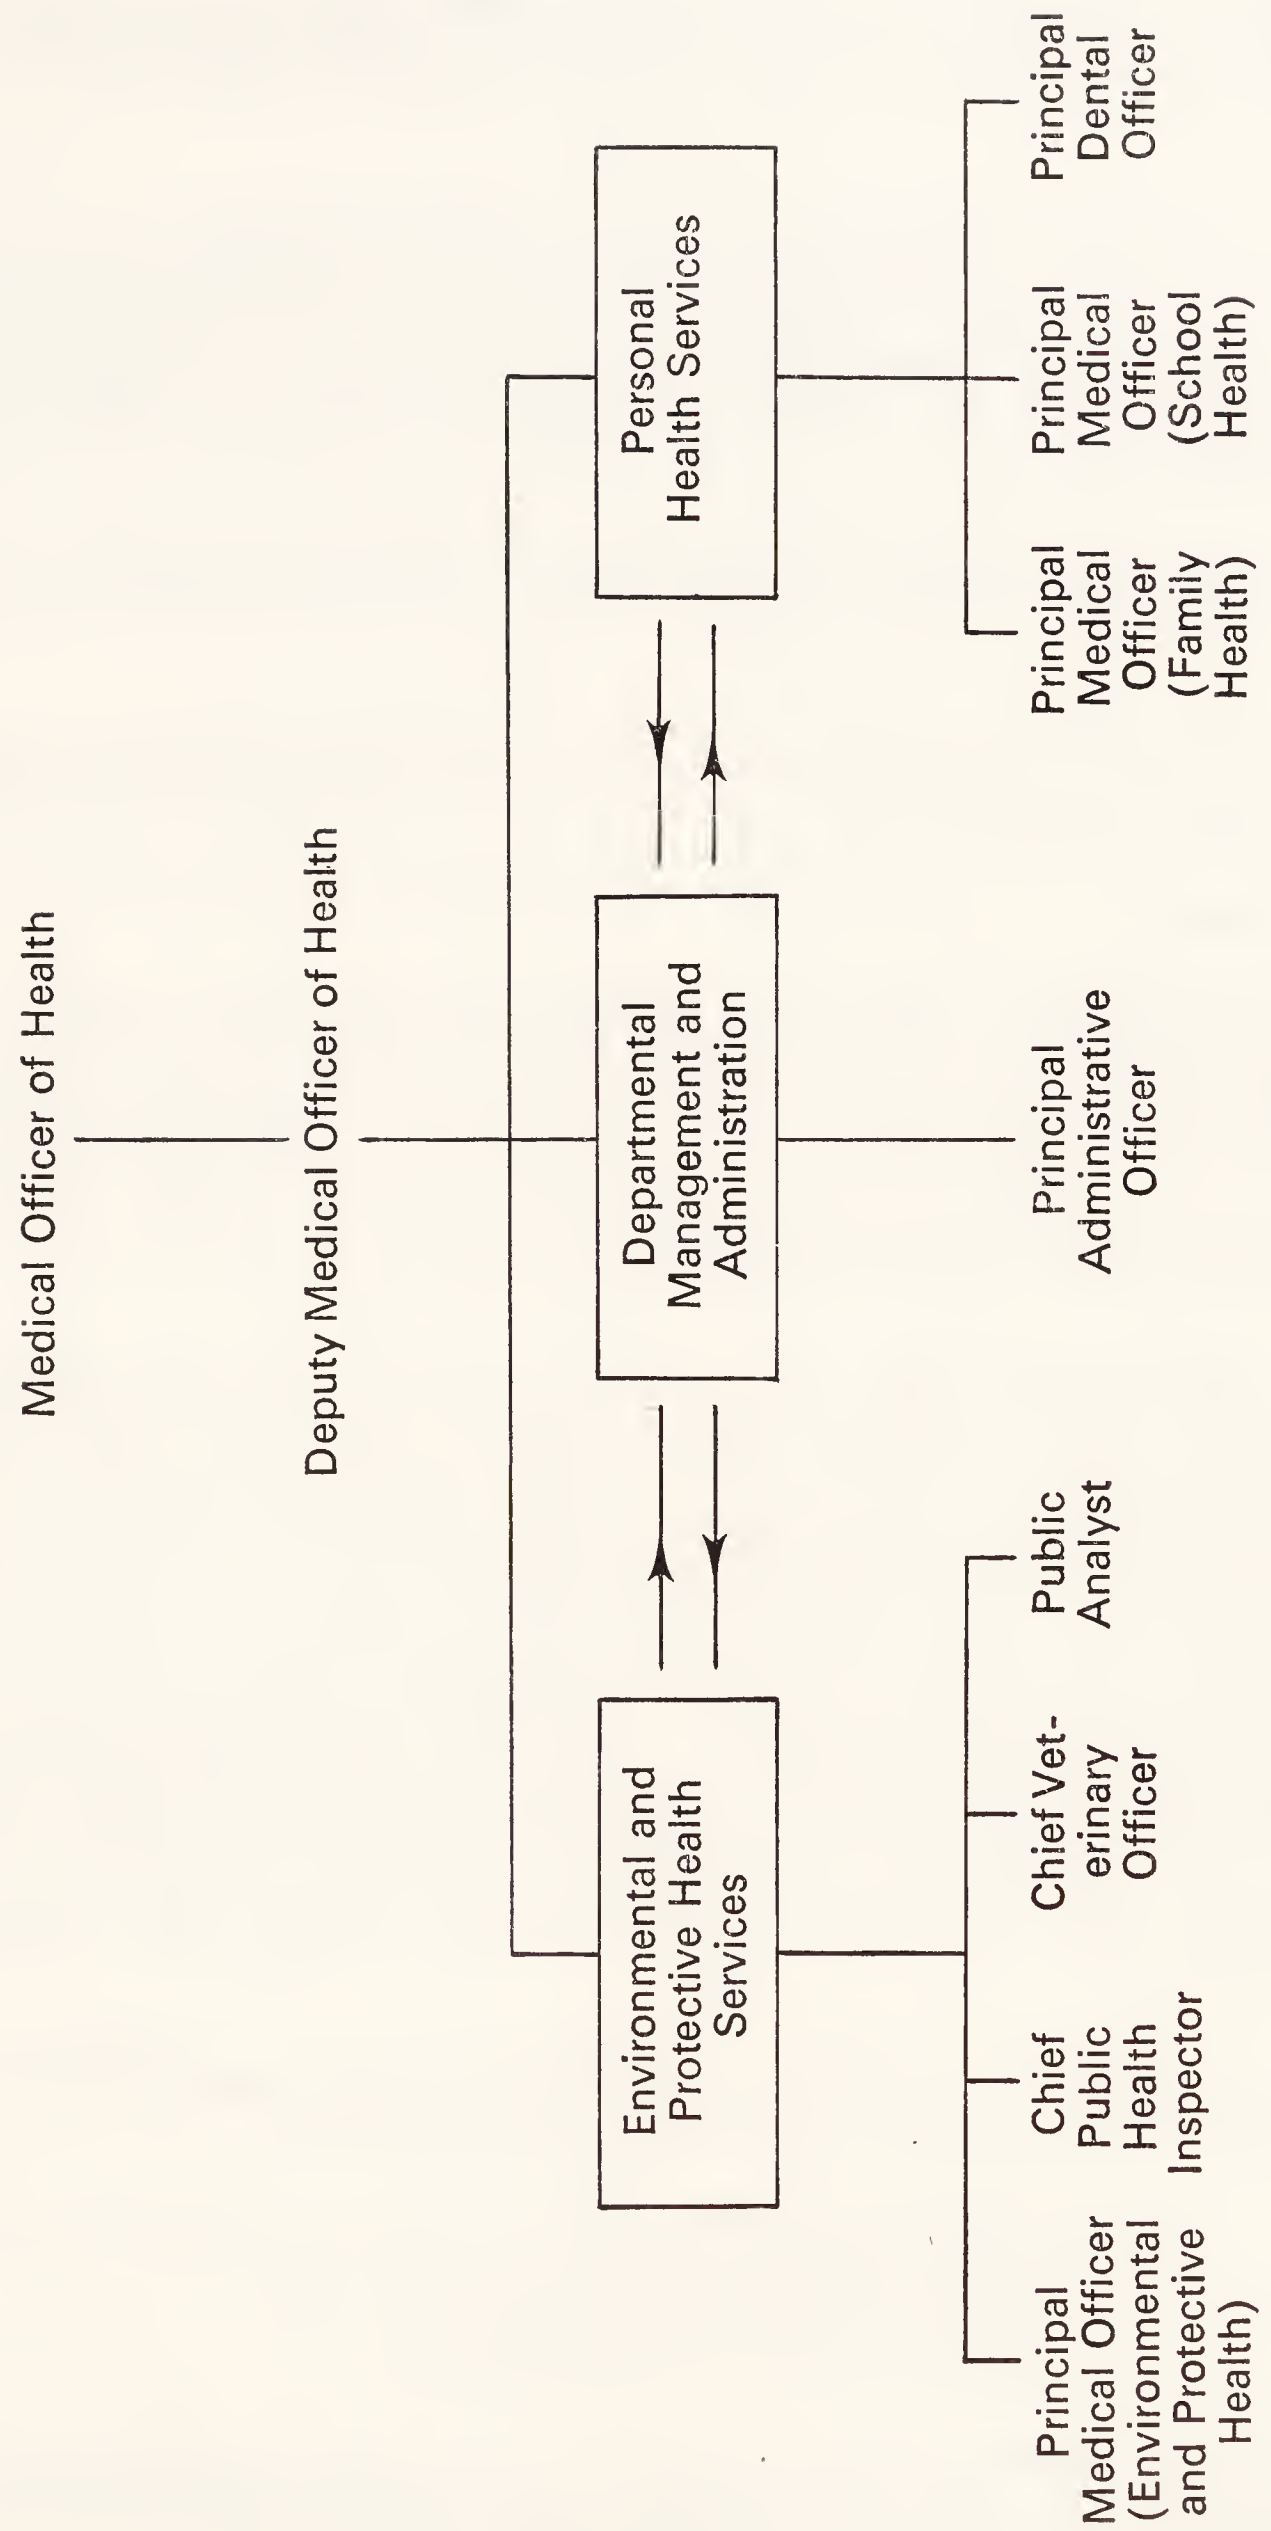 Medical Officer of Health
Deputy Medical Officer of Health
Environmental and
Protective Health
Services
Departmental
Management and
Administration
Personal
Health Services
Principal
Medical Officer
(Environmental
and Protective
Health)
Chief
Public
Health
Inspector
Chief Vet-
erinary
Officer
Public
Analyst
Principal
Administrative
Officer
Principal
Medical
Officer
(Family
Health)
Principal
Medical
Officer
(School
Health)
Principal
Dental
Officer